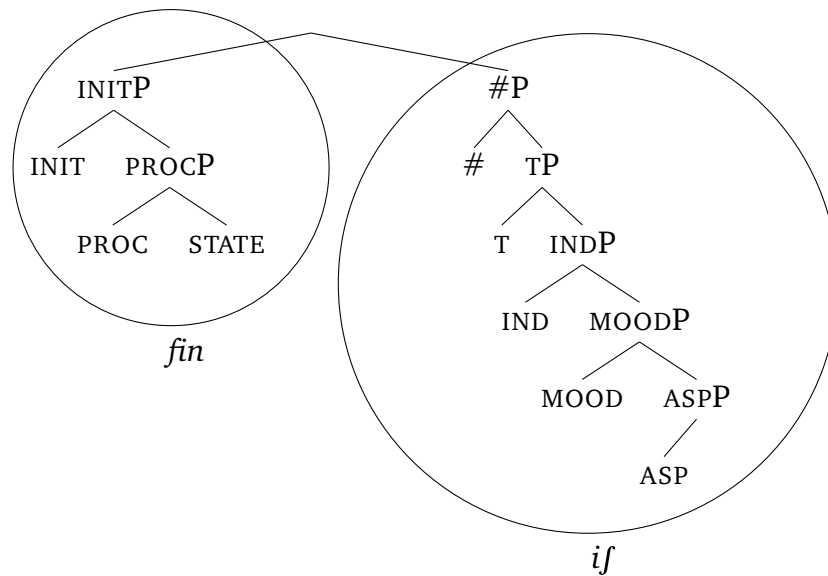 INITP #P
INIT PROCP # TP
PROC STATE T INDP
fin IND MOODP
MOOD ASPP
ASP
iʃ